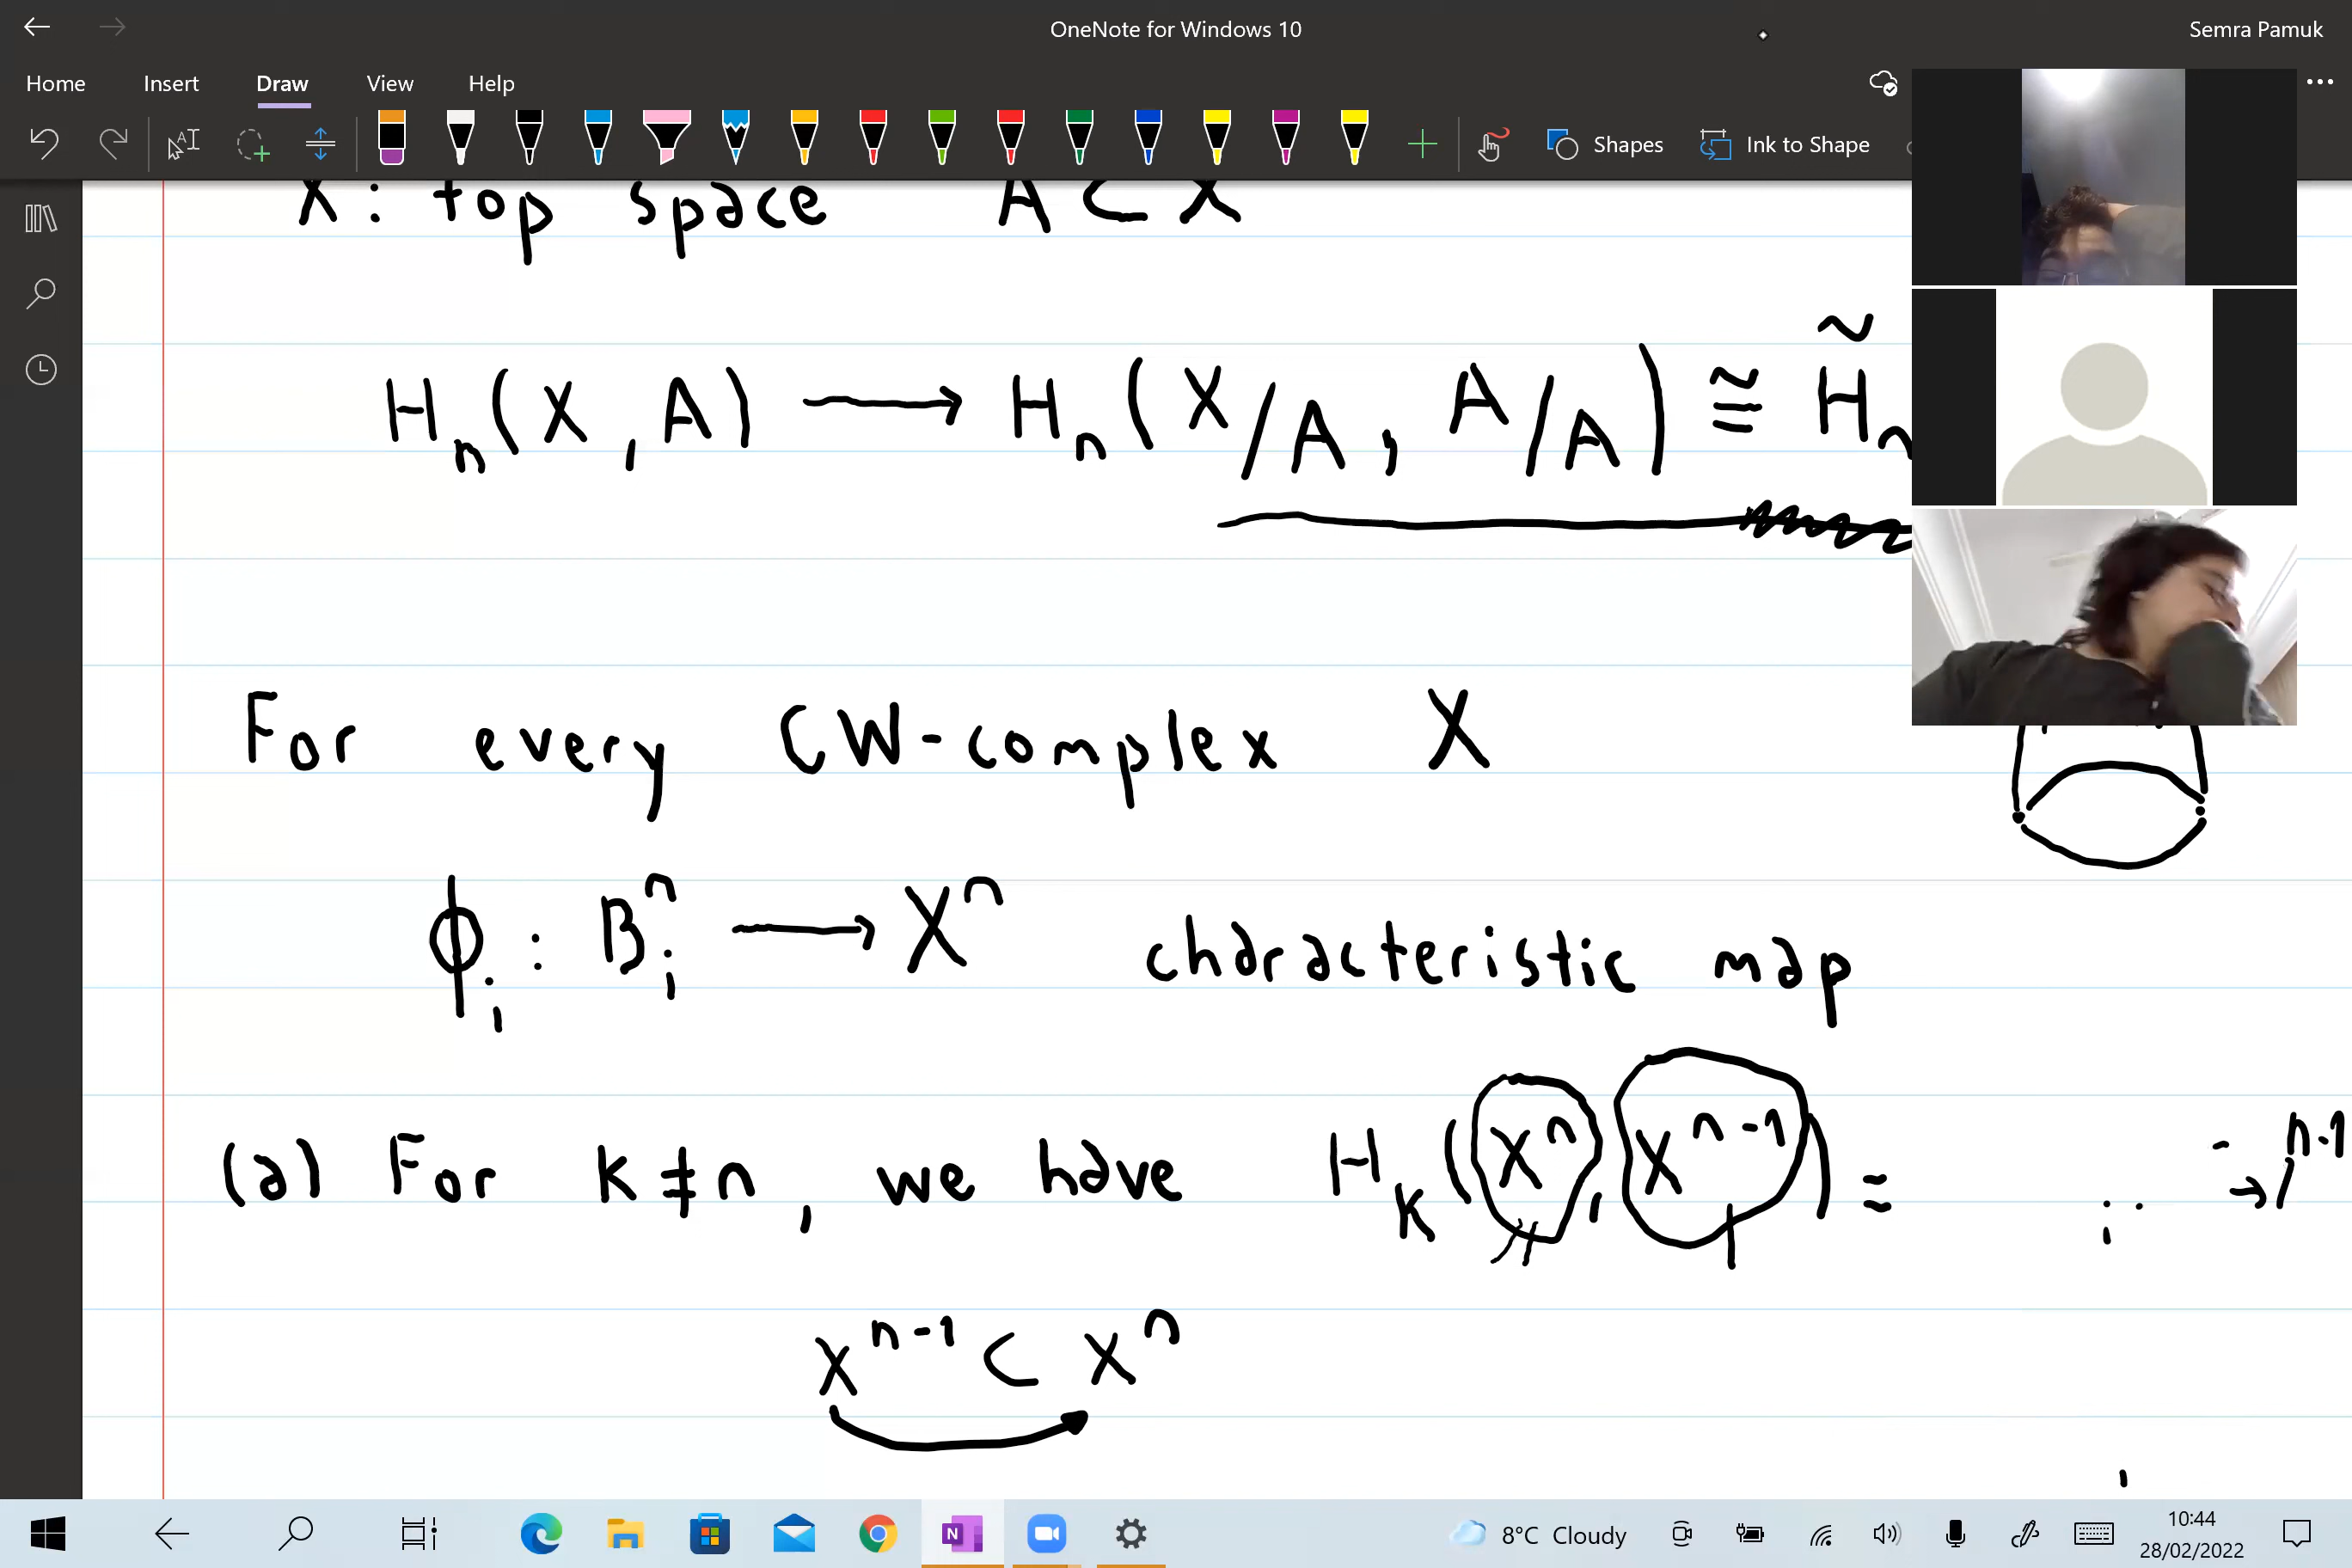 OneNote for Windows 10
Semra Pamuk
Home Insert Draw View Help
Shapes Ink to Shape
X : top space A ⊂ X
Hₙ(X, A) ⟶ Hₙ(X/A, A/A) ≅ H̃ₙ
For every CW-complex X
ϕᵢ : Bᵢⁿ ⟶ Xⁿ characteristic map
(a) For k ≠ n, we have Hₖ(Xⁿ, Xⁿ⁻¹) =
n-1
Xⁿ⁻¹ ⊂ Xⁿ
8°C Cloudy
10:44
28/02/2022